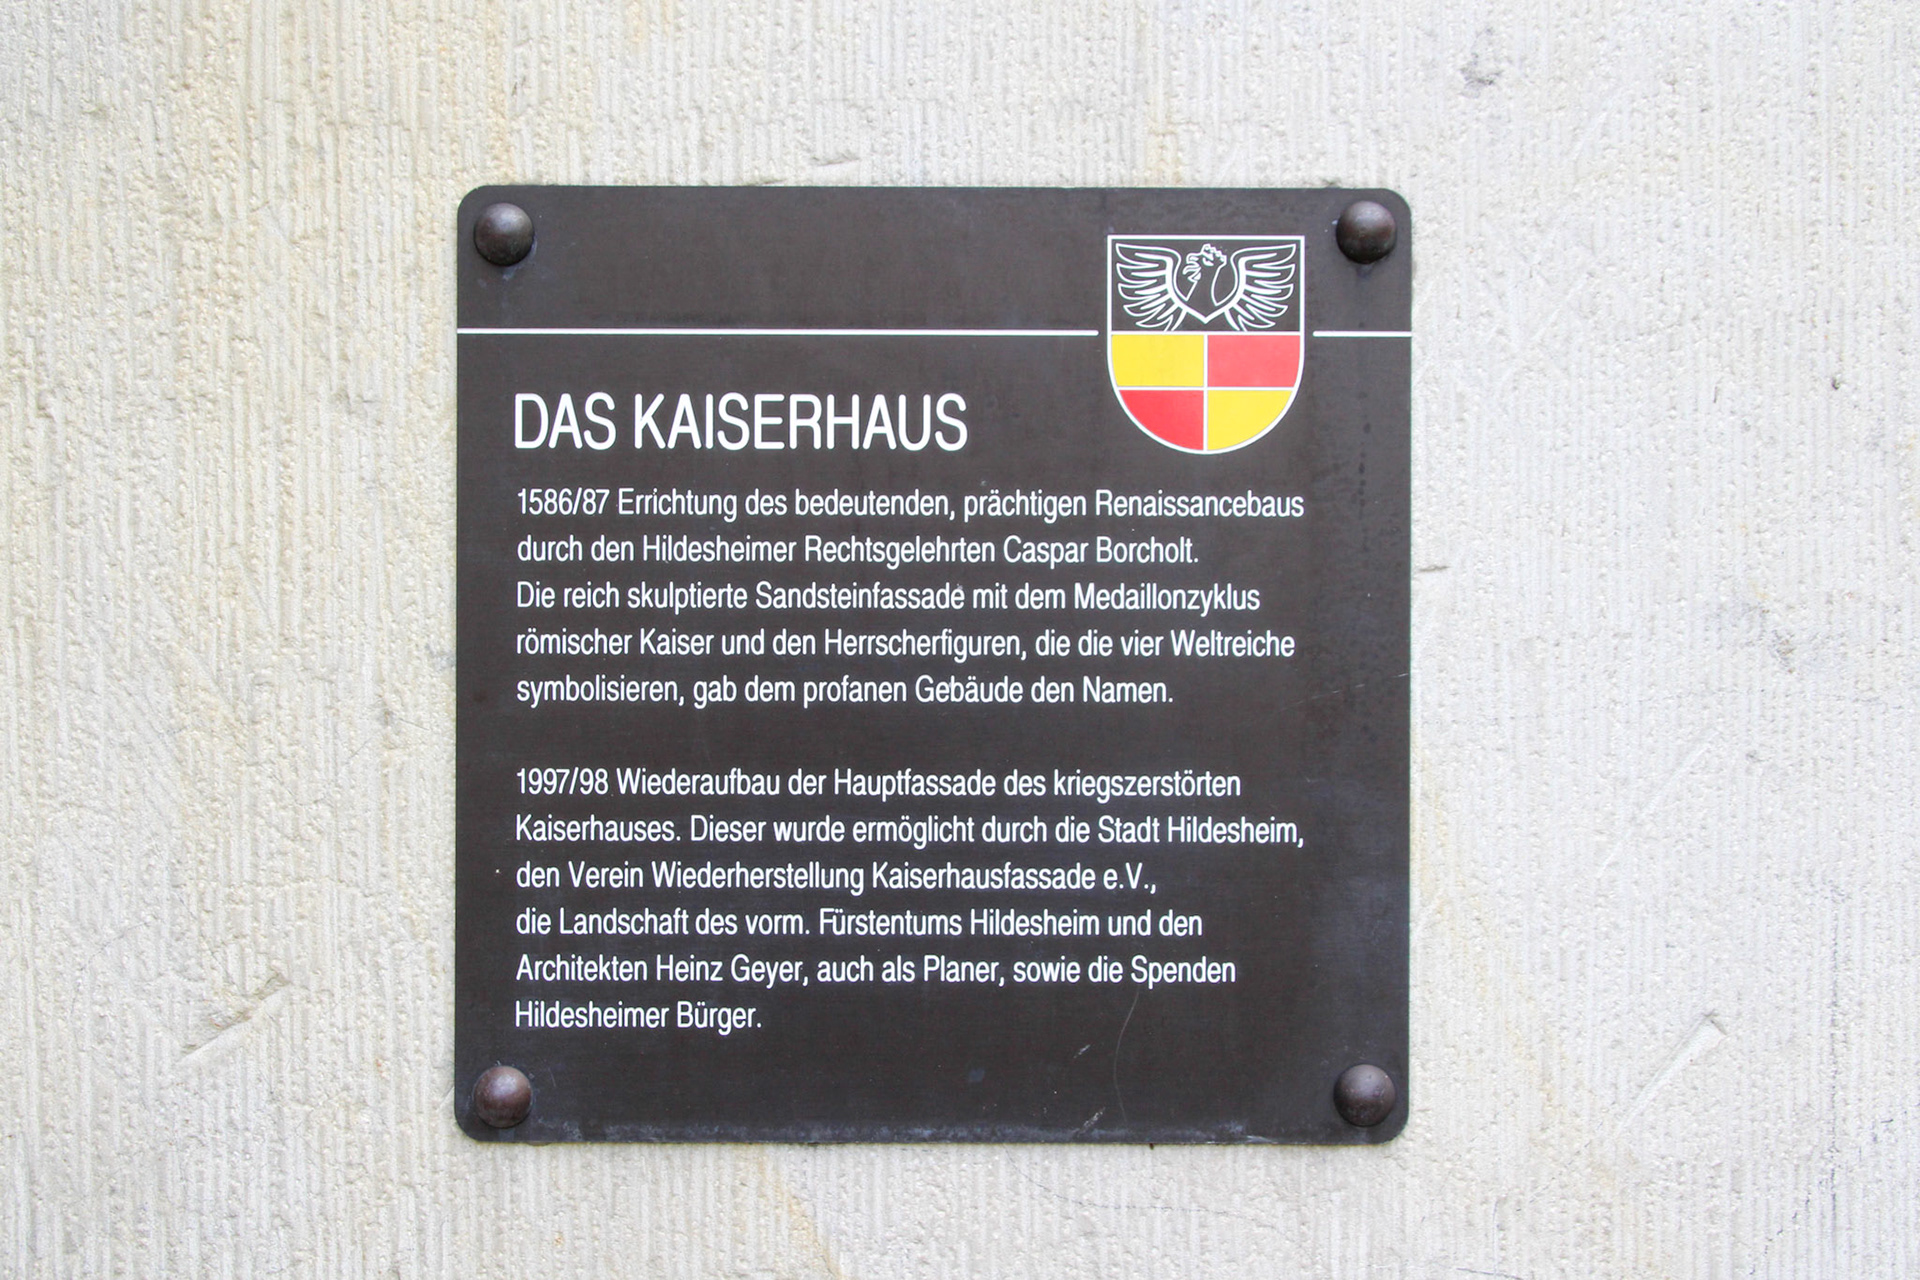 DAS KAISERHAUS
1586/87 Errichtung des bedeutenden, prächtigen Renaissancebaus
durch den Hildesheimer Rechtsgelehrten Caspar Borcholt.
Die reich skulptierte Sandsteinfassade mit dem Medaillonzyklus
römischer Kaiser und den Herrscherfiguren, die die vier Weltreiche
symbolisieren, gab dem profanen Gebäude den Namen.
1997/98 Wiederaufbau der Hauptfassade des kriegszerstörten
Kaiserhauses. Dieser wurde ermöglicht durch die Stadt Hildesheim,
den Verein Wiederherstellung Kaiserhausfassade e.V.,
die Landschaft des vorm. Fürstentums Hildesheim und den
Architekten Heinz Geyer, auch als Planer, sowie die Spenden
Hildesheimer Bürger.